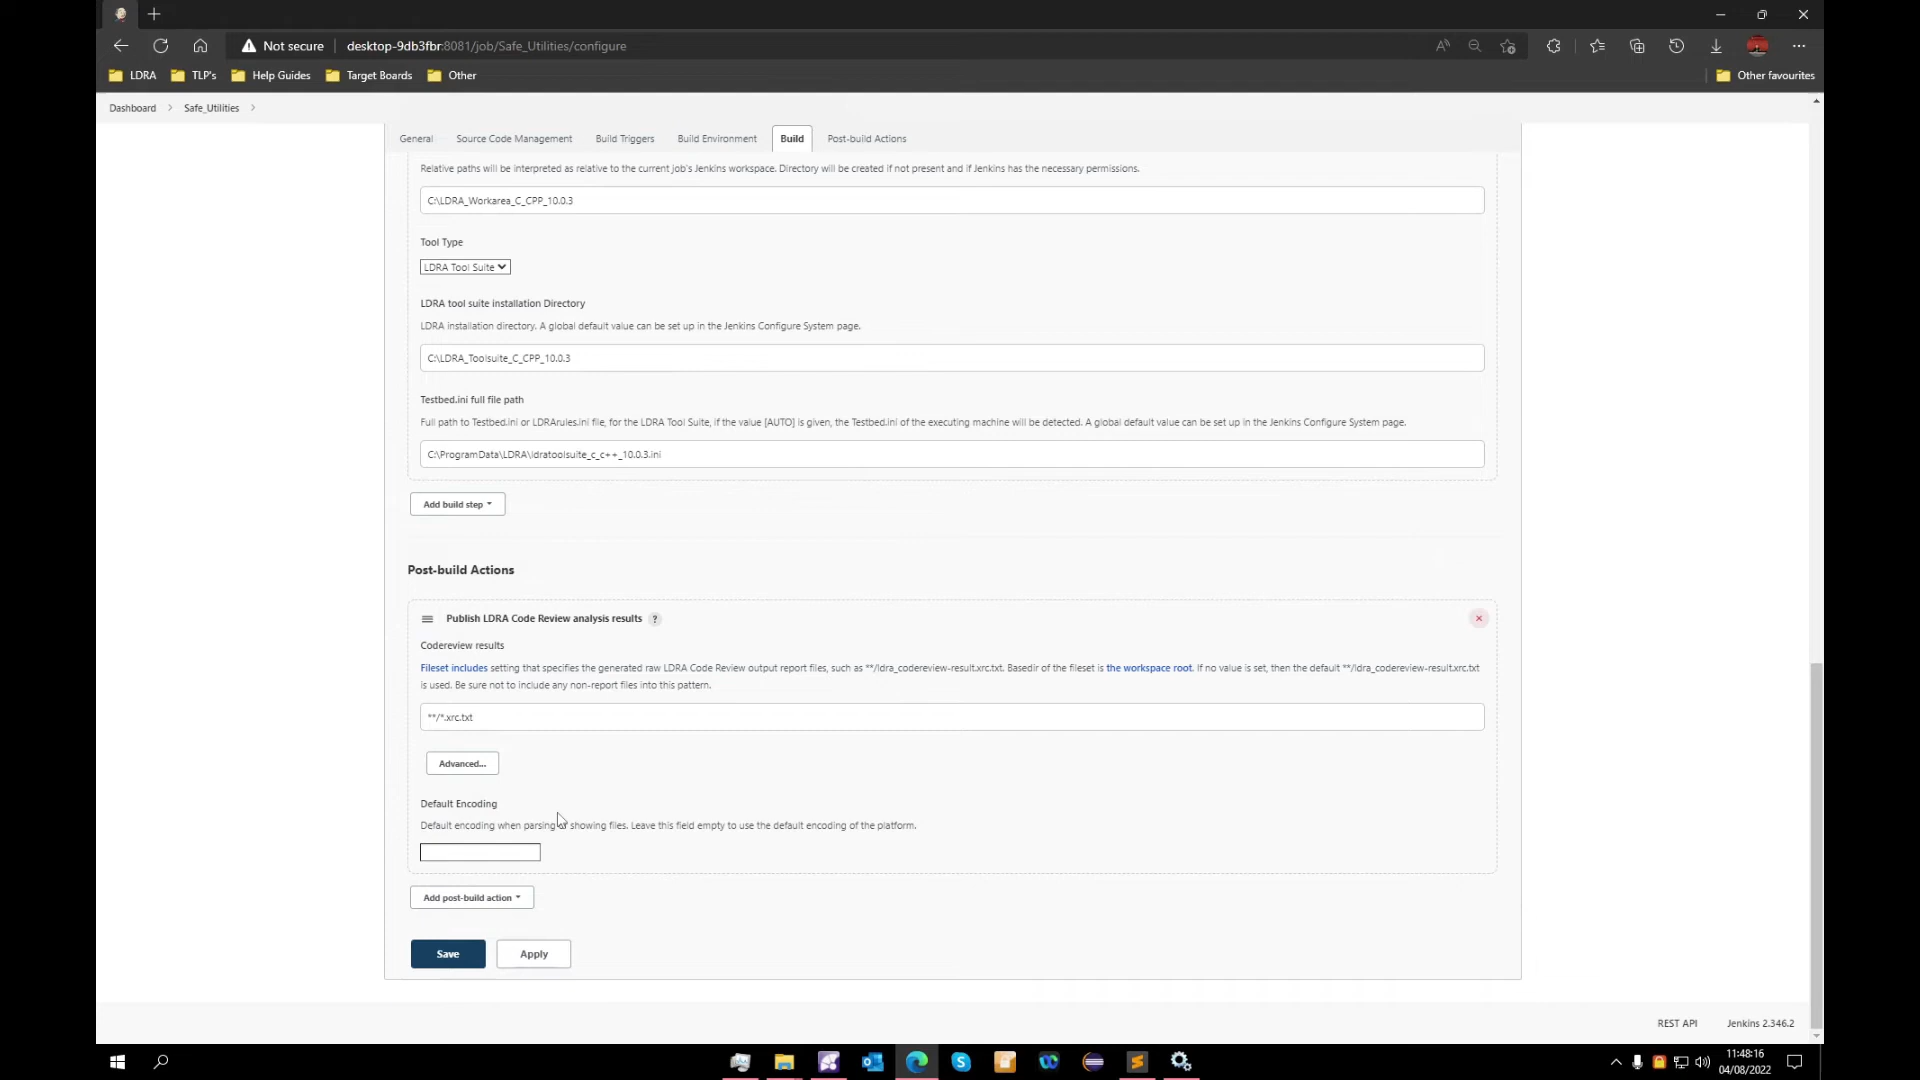 Not secure
desktop-9db3fbr:8081/job/Safe_Utilities/configure
LDRA
TLP's
Help Guides
Target Boards
Other
Other favourites
Dashboard
Safe_Utilities
General
Source Code Management
Build Triggers
Build Environment
Build
Post-build Actions
Relative paths will be interpreted as relative to the current job's Jenkins workspace. Directory will be created if not present and if Jenkins has the necessary permissions.
C:\LDRA_Workarea_C_CPP_10.0.3
Tool Type
LDRA Tool Suite
LDRA tool suite installation Directory
LDRA installation directory. A global default value can be set up in the Jenkins Configure System page.
C:\LDRA_Toolsuite_C_CPP_10.0.3
Testbed.ini full file path
Full path to Testbed.ini or LDRArules.ini file, for the LDRA Tool Suite, if the value [AUTO] is given, the Testbed.ini of the executing machine will be detected. A global default value can be set up in the Jenkins Configure System page.
C:\ProgramData\LDRA\ldratoolsuite_c_c++_10.0.3.ini
Add build step
Post-build Actions
Publish LDRA Code Review analysis results ?
Codereview results
Fileset includes setting that specifies the generated raw LDRA Code Review output report files, such as **/ldra_codereview-result.xrc.txt. Basedir of the fileset is the workspace root. If no value is set, then the default **/ldra_codereview-result.xrc.txt
is used. Be sure not to include any non-report files into this pattern.
**/*.xrc.txt
Advanced...
Default Encoding
Default encoding when parsing or showing files. Leave this field empty to use the default encoding of the platform.
Add post-build action
Save
Apply
REST API
Jenkins 2.346.2
11:48:16
04/08/2022